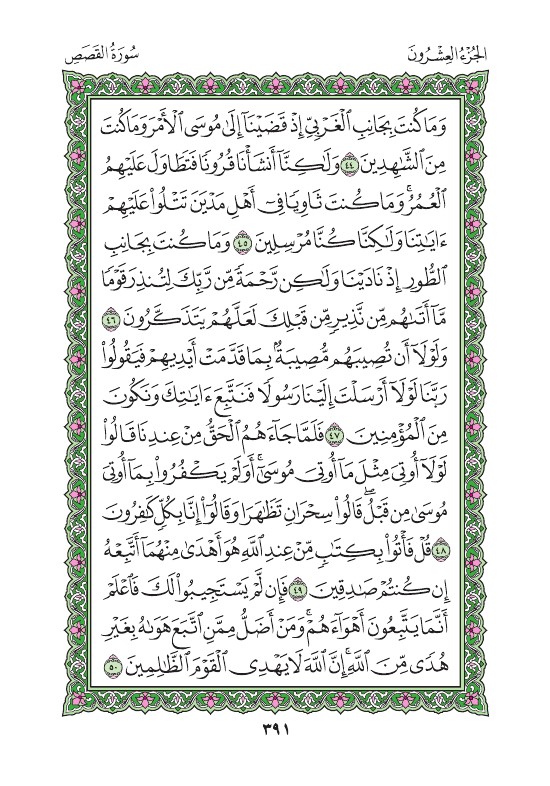 الجُزْءُ العِشْرُونَ
سُورَةُ القَصَصِ
وَمَا كُنتَ بِجَانِبِ ٱلْغَرْبِيِّ إِذْ قَضَيْنَآ إِلَىٰ مُوسَى ٱلْأَمْرَ وَمَا كُنتَ
مِنَ ٱلشَّٰهِدِينَ ٤٤ وَلَٰكِنَّآ أَنشَأْنَا قُرُونًا فَتَطَاوَلَ عَلَيْهِمُ
ٱلْعُمُرُۚ وَمَا كُنتَ ثَاوِيًا فِيٓ أَهْلِ مَدْيَنَ تَتْلُوا۟ عَلَيْهِمْ
ءَايَٰتِنَا وَلَٰكِنَّا كُنَّا مُرْسِلِينَ ٤٥ وَمَا كُنتَ بِجَانِبِ
ٱلطُّورِ إِذْ نَادَيْنَا وَلَٰكِن رَّحْمَةً مِّن رَّبِّكَ لِتُنذِرَ قَوْمًا
مَّآ أَتَىٰهُم مِّن نَّذِيرٍ مِّن قَبْلِكَ لَعَلَّهُمْ يَتَذَكَّرُونَ ٤٦
وَلَوْلَآ أَن تُصِيبَهُم مُّصِيبَةٌۢ بِمَا قَدَّمَتْ أَيْدِيهِمْ فَيَقُولُوا۟
رَبَّنَا لَوْلَآ أَرْسَلْتَ إِلَيْنَا رَسُولًا فَنَتَّبِعَ ءَايَٰتِكَ وَنَكُونَ
مِنَ ٱلْمُؤْمِنِينَ ٤٧ فَلَمَّا جَآءَهُمُ ٱلْحَقُّ مِنْ عِندِنَا قَالُوا۟
لَوْلَآ أُوتِيَ مِثْلَ مَآ أُوتِيَ مُوسَىٰٓۚ أَوَلَمْ يَكْفُرُوا۟ بِمَآ أُوتِيَ
مُوسَىٰ مِن قَبْلُۖ قَالُوا۟ سِحْرَانِ تَظَٰهَرَا وَقَالُوٓا۟ إِنَّا بِكُلٍّ كَٰفِرُونَ
٤٨ قُلْ فَأْتُوا۟ بِكِتَٰبٍ مِّنْ عِندِ ٱللَّهِ هُوَ أَهْدَىٰ مِنْهُمَآ أَتَّبِعْهُ
إِن كُنتُمْ صَٰدِقِينَ ٤٩ فَإِن لَّمْ يَسْتَجِيبُوا۟ لَكَ فَٱعْلَمْ
أَنَّمَا يَتَّبِعُونَ أَهْوَآءَهُمْۚ وَمَنْ أَضَلُّ مِمَّنِ ٱتَّبَعَ هَوَىٰهُ بِغَيْرِ
هُدًى مِّنَ ٱللَّهِۚ إِنَّ ٱللَّهَ لَا يَهْدِي ٱلْقَوْمَ ٱلظَّٰلِمِينَ ٥٠
٣٩١